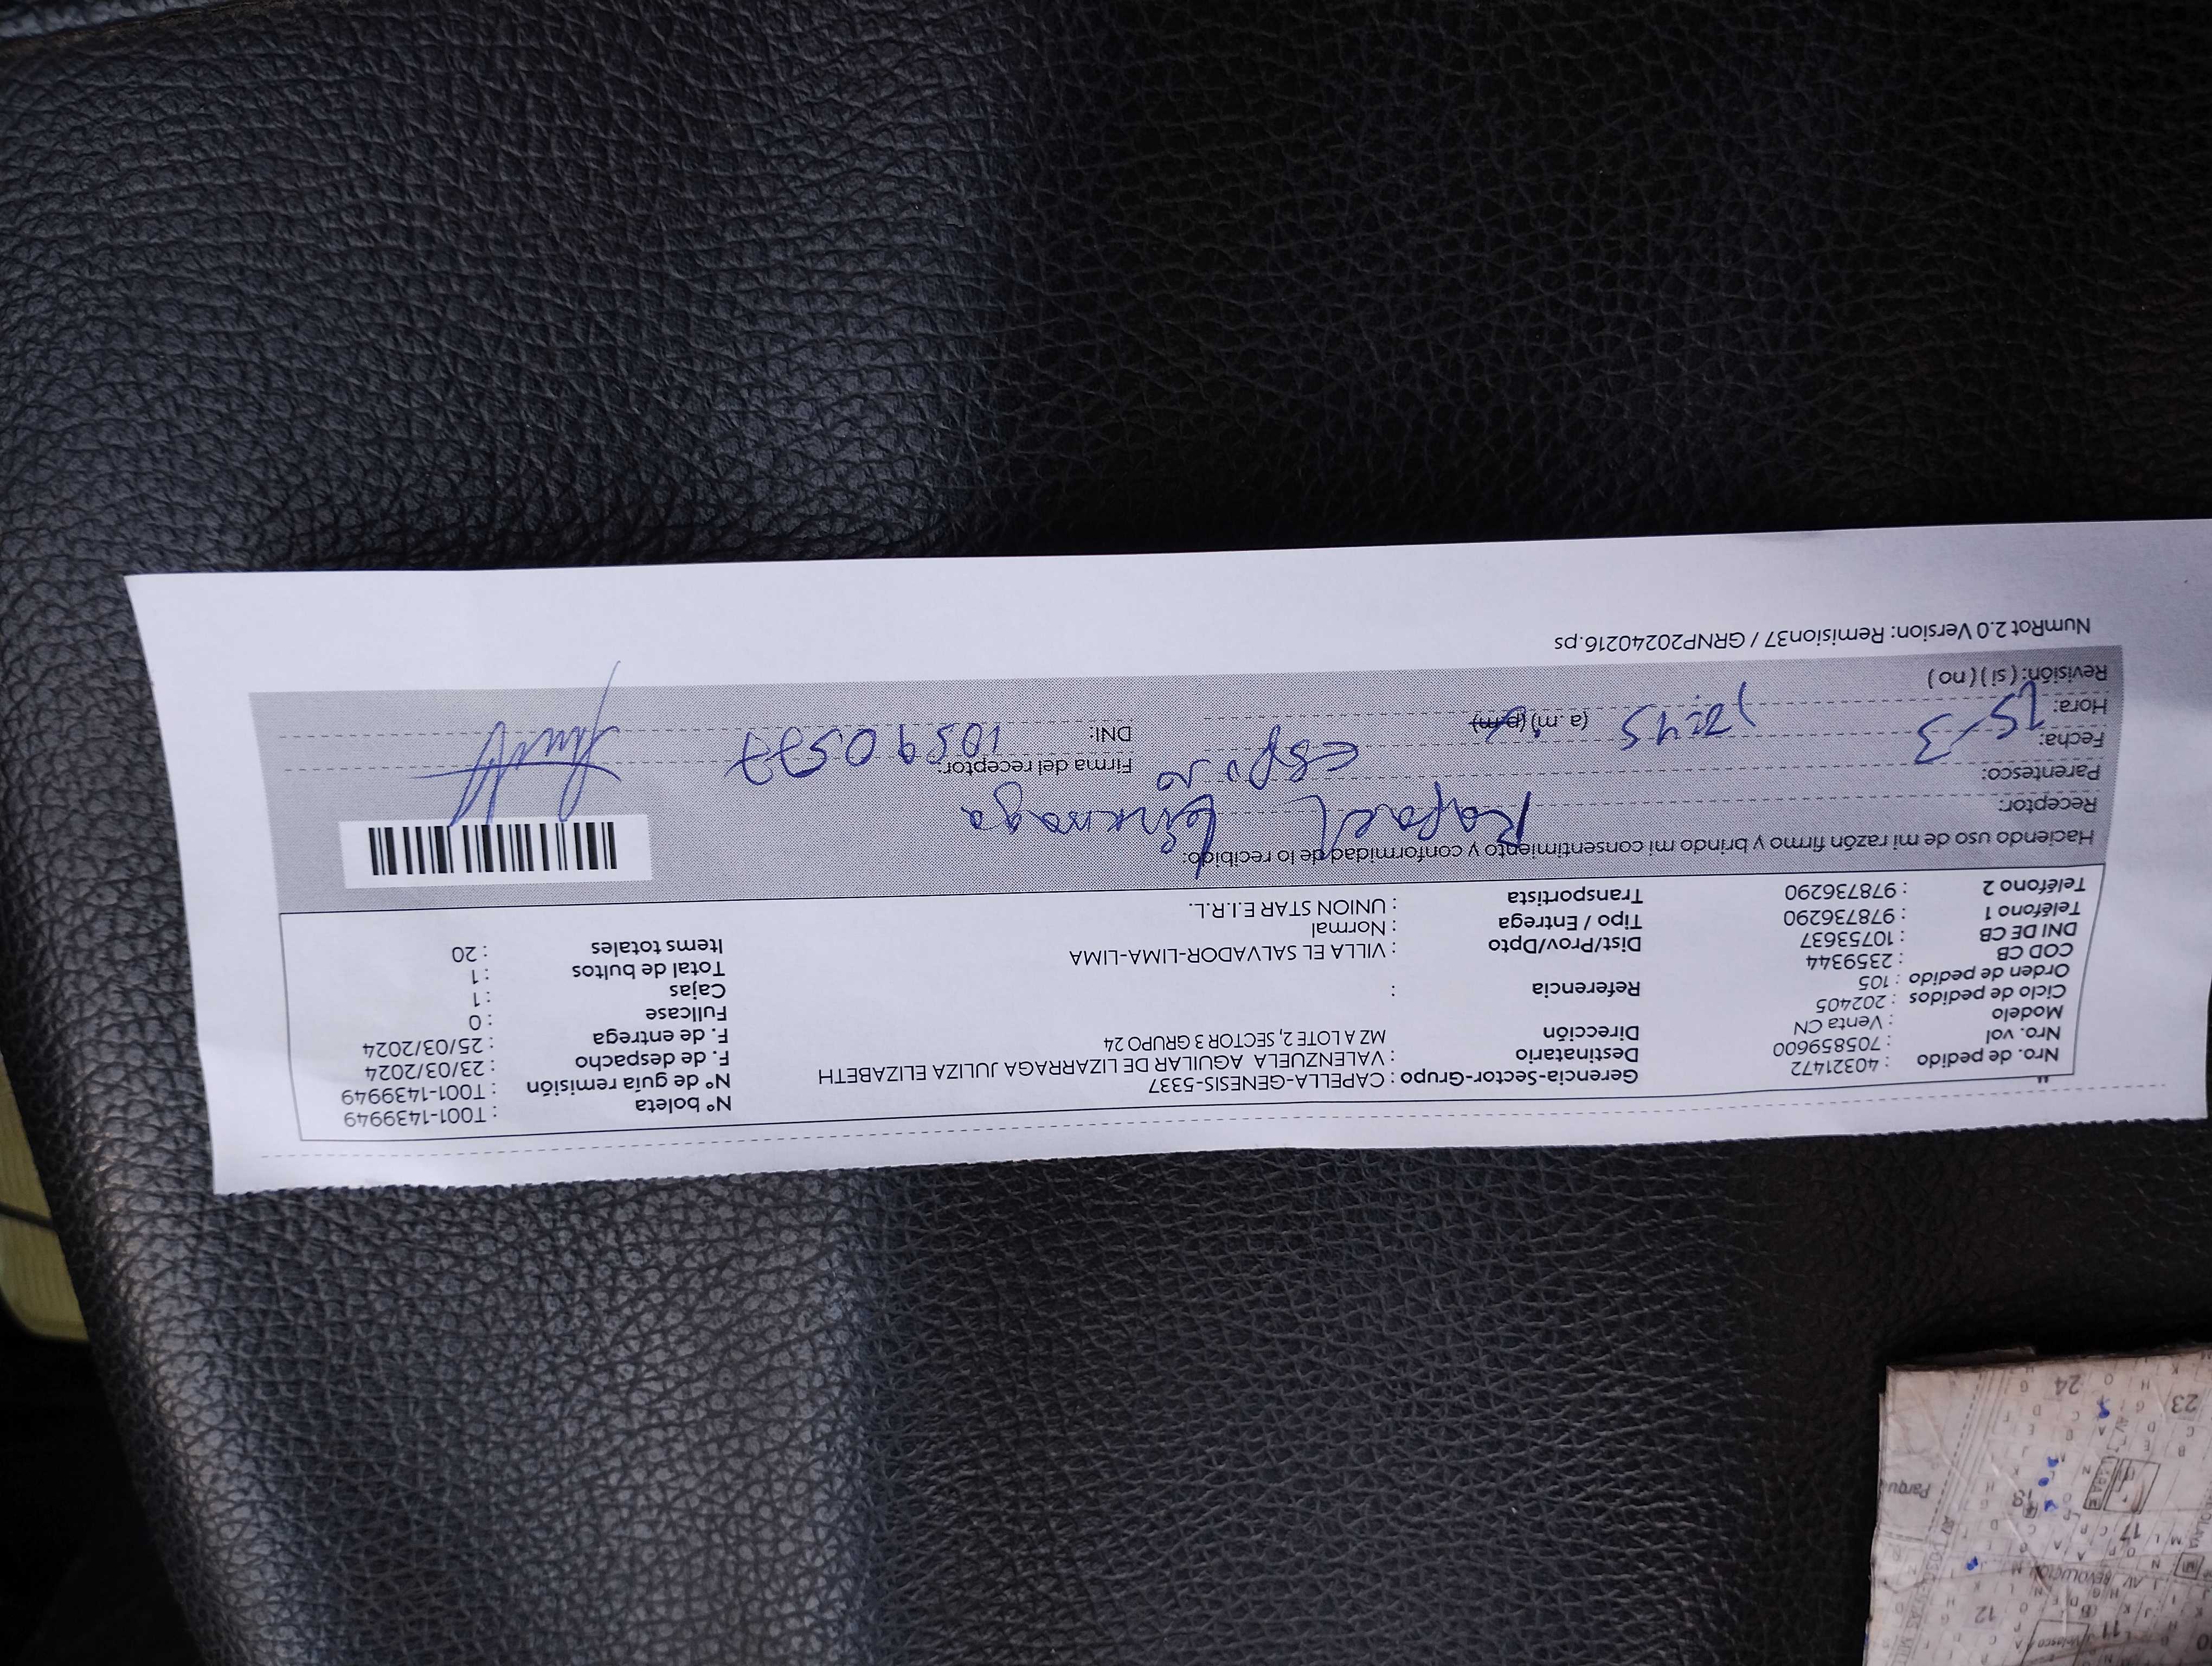 Nro. de pedido : 40321472 Gerencia-Sector-Grupo : CAPELLA-GENESIS-5337 N° boleta : T001-1439949
Nro. vol : 705859600 Destinatario : VALENZUELA AGUILAR DE LIZARRAGA JULIZA ELIZABETH N° de guía remisión : T001-1439949
Modelo : Venta CN Dirección MZ A LOTE 2, SECTOR 3 GRUPO 24 F. de despacho : 23/03/2024
Ciclo de pedidos : 202405 F. de entrega : 25/03/2024
Orden de pedido : 105 Referencia : Fullcase : 0
COD CB : 2359344 Cajas : 1
DNI DE CB : 10753637 Dist/Prov/Dpto : VILLA EL SALVADOR-LIMA-LIMA Total de bultos : 1
Teléfono 1 : 978736290 Tipo / Entrega : Normal Items totales : 20
Teléfono 2 : 978736290 Transportista : UNION STAR E.I.R.L.
Haciendo uso de mi razón firmo y brindo mi consentimiento y conformidad de lo recibido:
Receptor: Rafael Lizarraga
Parentesco: esposo Firma del receptor:
Fecha: 25-3 DNI: 10590577
Hora: 12:45 (a.m) (p.m)
Revisión: ( si ) ( no )
NumRot 2.0 Version: Remision37 / GRNP20240216.ps
24
23
18
Parqu
17
AV REVOLUCION
12
11
Velasco